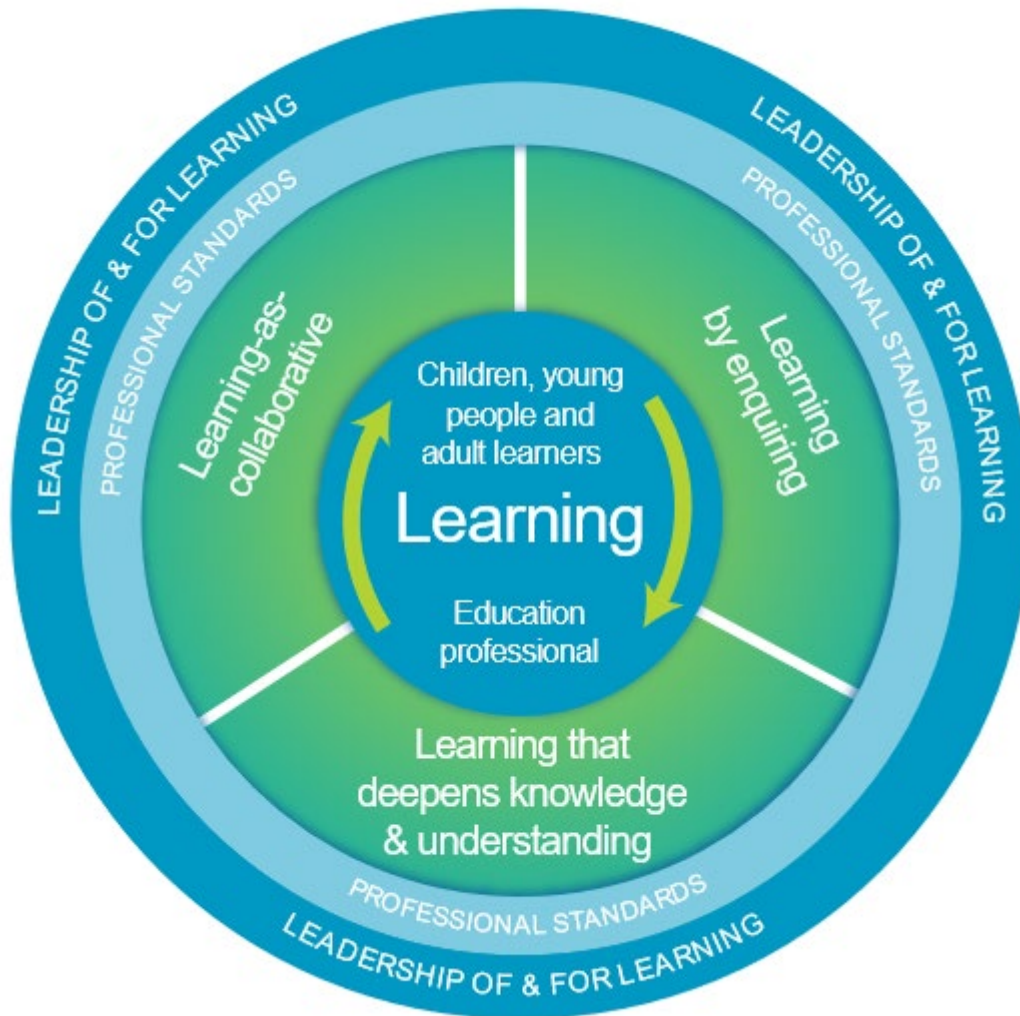 LEADERSHIP OF & FOR LEARNING
LEADERSHIP OF & FOR LEARNING
PROFESSIONAL STANDARDS
PROFESSIONAL STANDARDS
Learning-as-
collaborative
Learning
by enquiring
Children, young
people and
adult learners
Learning
Education
professional
Learning that
deepens knowledge
& understanding
PROFESSIONAL STANDARDS
LEADERSHIP OF & FOR LEARNING